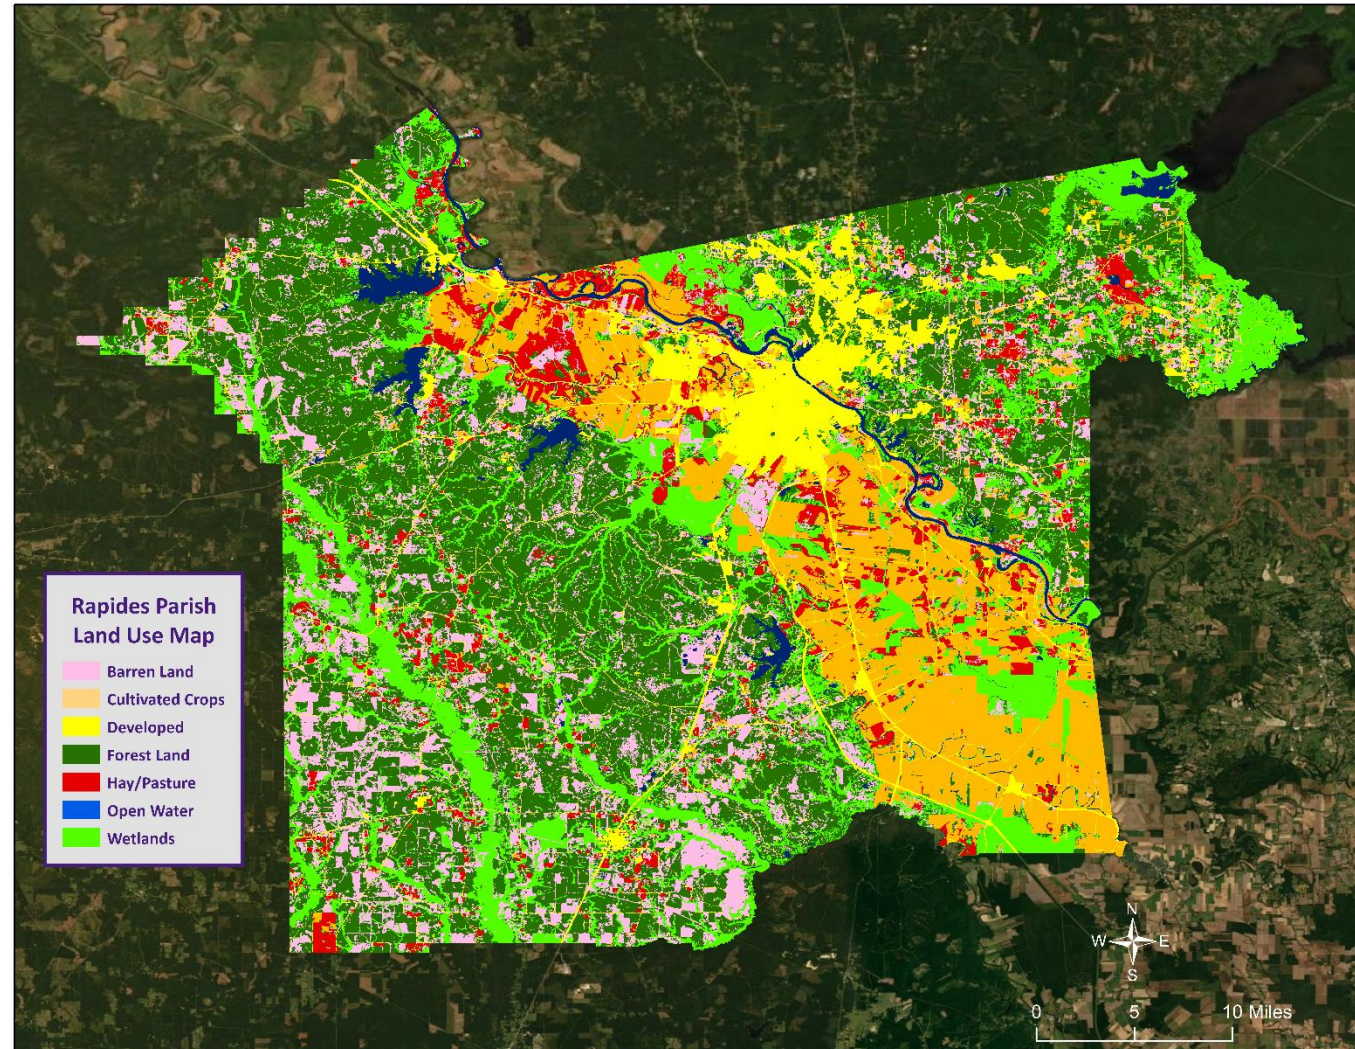 Rapides Parish
Land Use Map
Barren Land
Cultivated Crops
Developed
Forest Land
Hay/Pasture
Open Water
Wetlands
N
W E
S
0 5 10 Miles